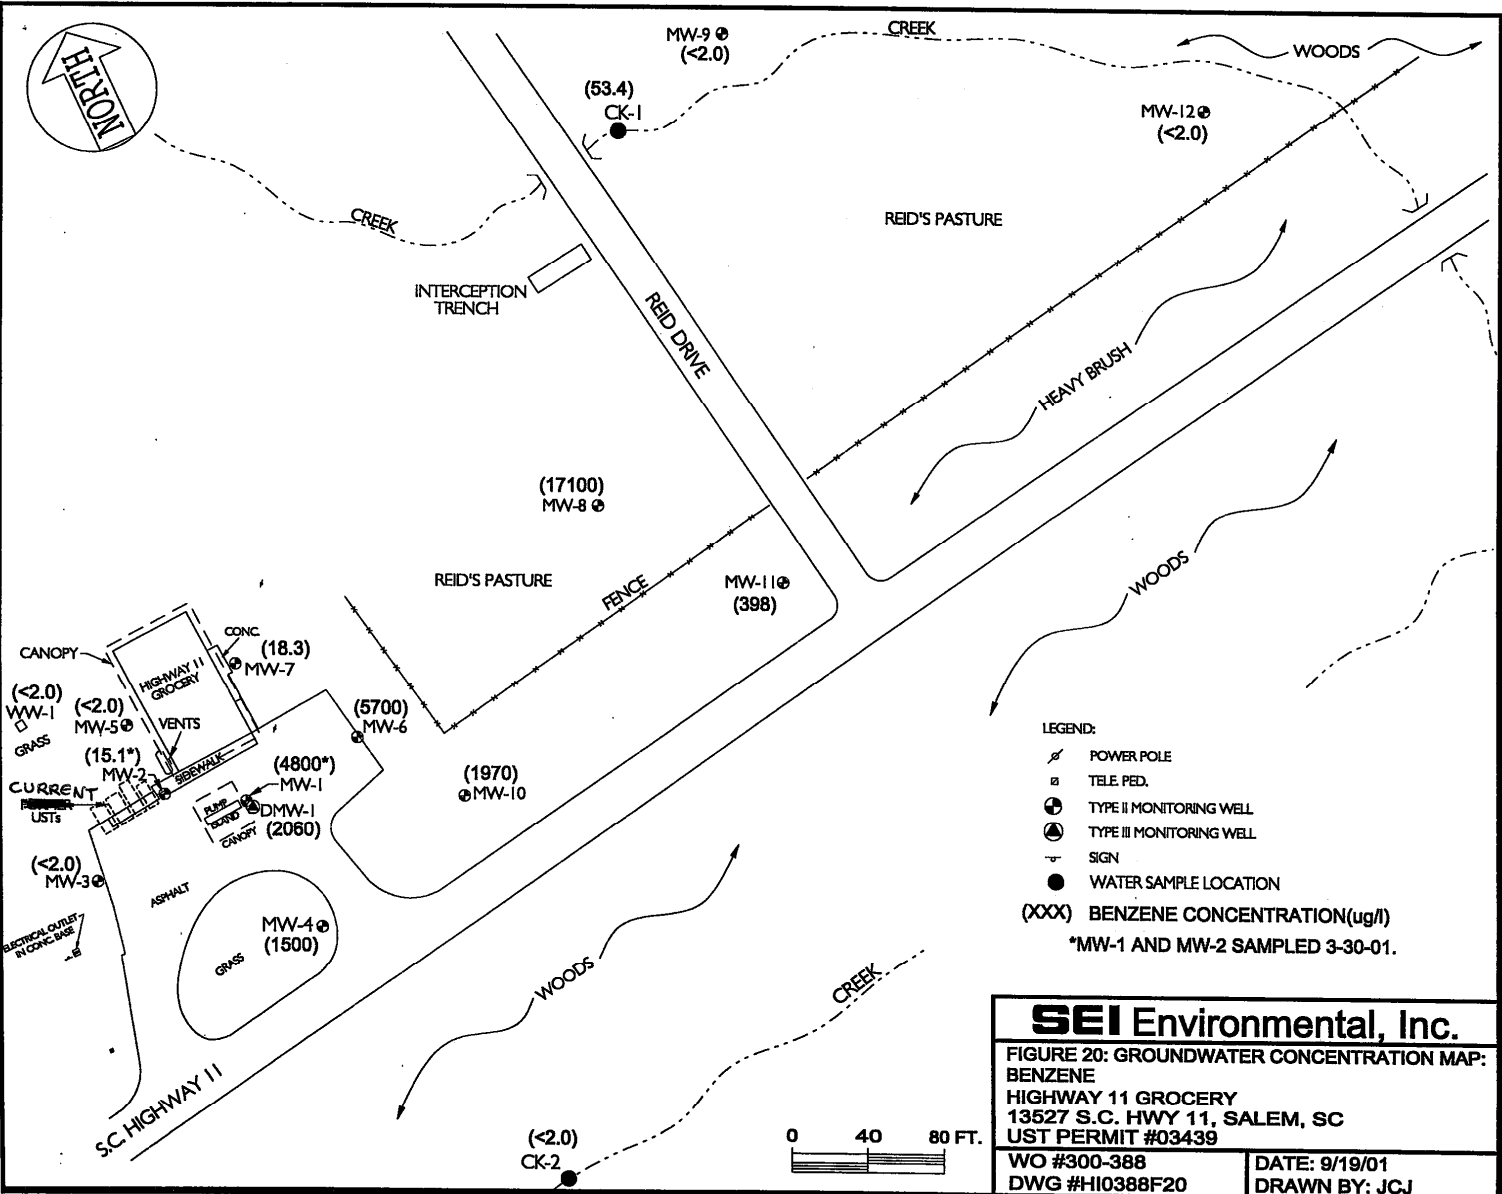 NORTH
MW-9
(<2.0)
CREEK
WOODS
(53.4)
CK-1
MW-12
(<2.0)
CREEK
REID'S PASTURE
INTERCEPTION
TRENCH
REID DRIVE
HEAVY BRUSH
(17100)
MW-8
REID'S PASTURE
FENCE
MW-11
(398)
WOODS
CANOPY
CONC.
(18.3)
MW-7
HIGHWAY 11
GROCERY
(<2.0)
WW-1
GRASS
(<2.0)
MW-5
VENTS
(5700)
MW-6
(15.1*)
MW-2
SIDEWALK
CURRENT
USTs
(4800*)
MW-1
PUMP
ISLAND
DMW-1
(2060)
CANOPY
(1970)
MW-10
(<2.0)
MW-3
ASPHALT
ELECTRICAL OUTLET
IN CONC. BASE
MW-4
(1500)
GRASS
WOODS
CREEK
S.C. HIGHWAY 11
(<2.0)
CK-2
0 40 80 FT.
LEGEND:
POWER POLE
TELE. PED.
TYPE II MONITORING WELL
TYPE III MONITORING WELL
SIGN
WATER SAMPLE LOCATION
(XXX) BENZENE CONCENTRATION(ug/l)
*MW-1 AND MW-2 SAMPLED 3-30-01.
SEI Environmental, Inc.
FIGURE 20: GROUNDWATER CONCENTRATION MAP:
BENZENE
HIGHWAY 11 GROCERY
13527 S.C. HWY 11, SALEM, SC
UST PERMIT #03439
WO #300-388
DWG #HI0388F20
DATE: 9/19/01
DRAWN BY: JCJ